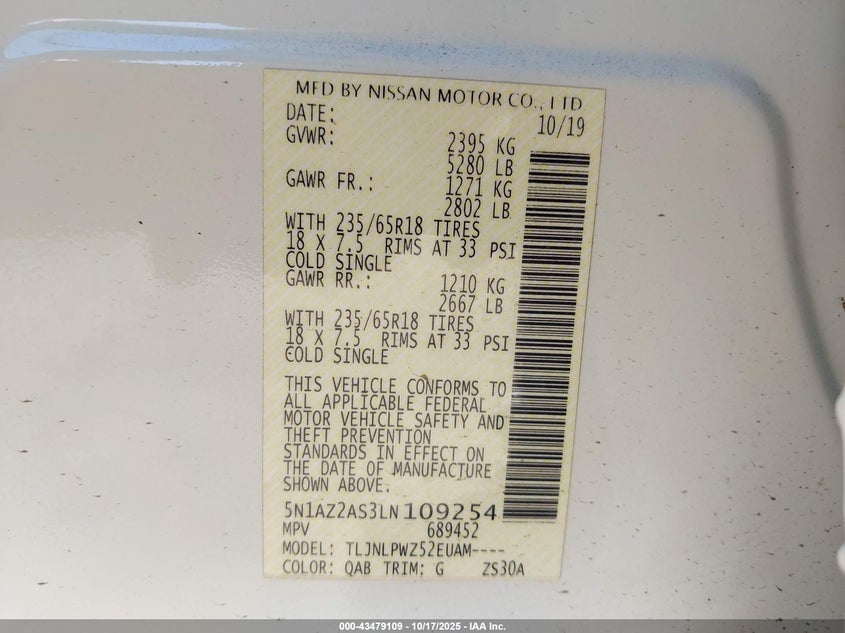 MFD BY NISSAN MOTOR CO., LTD
DATE: 10/19
GVWR: 2395 KG
5280 LB
GAWR FR.: 1271 KG
2802 LB
WITH 235/65R18 TIRES
18 X 7.5 RIMS AT 33 PSI
COLD SINGLE
GAWR RR.: 1210 KG
2667 LB
WITH 235/65R18 TIRES
18 X 7.5 RIMS AT 33 PSI
COLD SINGLE
THIS VEHICLE CONFORMS TO
ALL APPLICABLE FEDERAL
MOTOR VEHICLE SAFETY AND
THEFT PREVENTION
STANDARDS IN EFFECT ON
THE DATE OF MANUFACTURE
SHOWN ABOVE.
5N1AZ2AS3LN109254
MPV 689452
MODEL: TLJNLPWZ52EUAM----
COLOR: QAB TRIM: G ZS30A
000-43479109 - 10/17/2025 - IAA Inc.